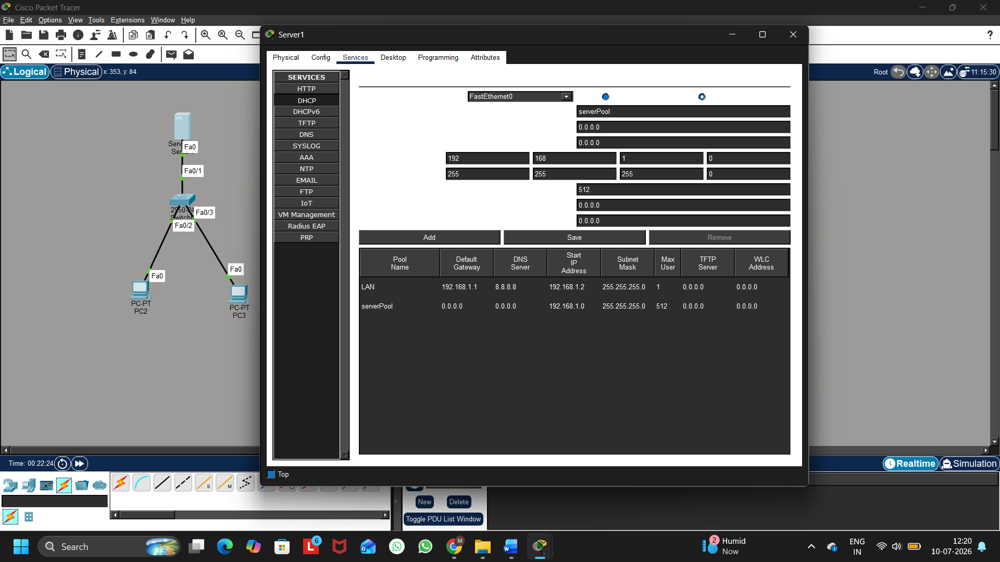 Cisco Packet Tracer
File Edit Options View Tools Extensions Window Help
?
Logical Physical x: 353, y: 84
Root 11:15:30
Fa0
Fa0/1
Fa0/3
2950-24
Switch
Fa0/2
Fa0
Fa0
PC-PT
PC2
PC-PT
PC3
Server1
Physical Config Services Desktop Programming Attributes
SERVICES
HTTP
DHCP
DHCPv6
TFTP
DNS
SYSLOG
AAA
NTP
EMAIL
FTP
IoT
VM Management
Radius EAP
PRP
FastEthernet0
serverPool
0.0.0.0
0.0.0.0
192 168 1 0
255 255 255 0
512
0.0.0.0
0.0.0.0
Add Save Remove
Pool Name Default Gateway DNS Server Start IP Address Subnet Mask Max User TFTP Server WLC Address
LAN 192.168.1.1 8.8.8.8 192.168.1.2 255.255.255.0 1 0.0.0.0 0.0.0.0
serverPool 0.0.0.0 0.0.0.0 192.168.1.0 255.255.255.0 512 0.0.0.0 0.0.0.0
Top
Time: 00:22:24
Realtime Simulation
S M
New Delete
Toggle PDU List Window
Search
6
M
2
Humid
Now
ENG
IN
12:20
10-07-2026